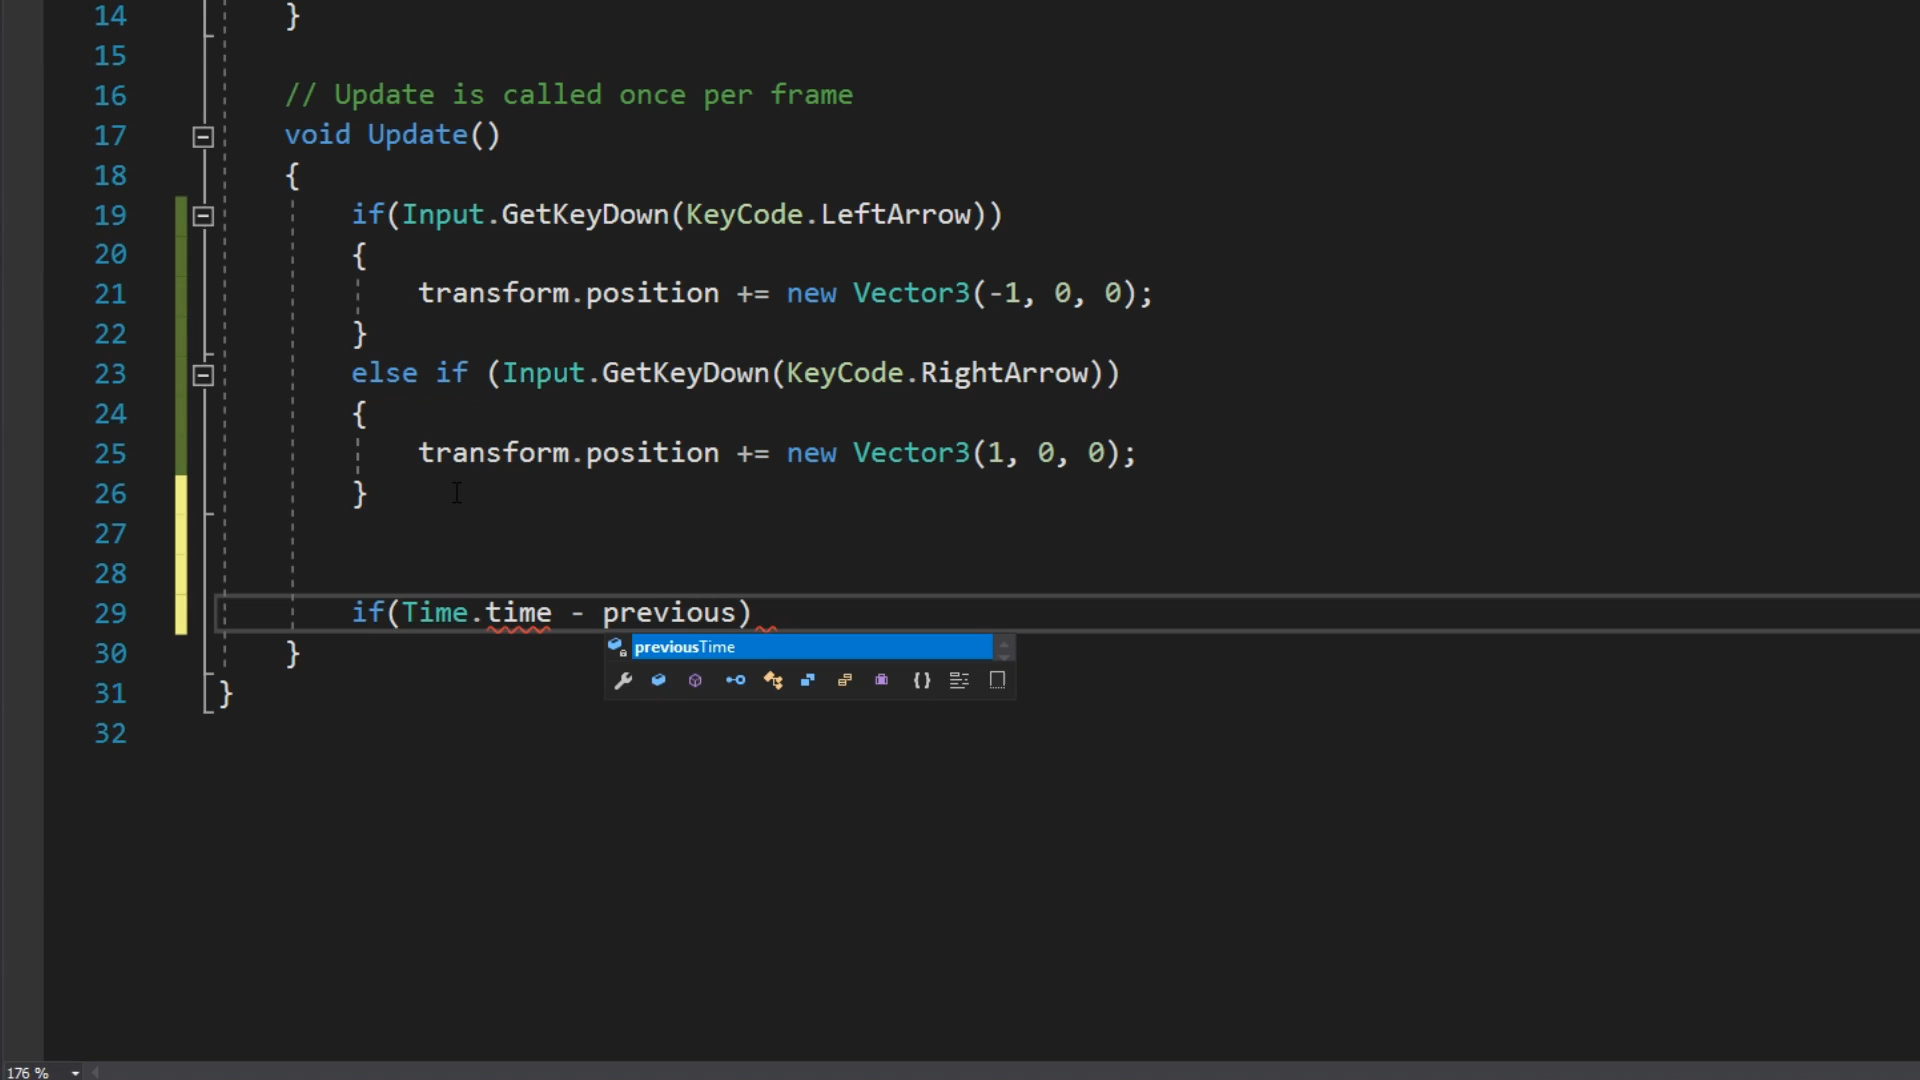 14 }
15
16 // Update is called once per frame
17 void Update()
18 {
19 if(Input.GetKeyDown(KeyCode.LeftArrow))
20 {
21 transform.position += new Vector3(-1, 0, 0);
22 }
23 else if (Input.GetKeyDown(KeyCode.RightArrow))
24 {
25 transform.position += new Vector3(1, 0, 0);
26 }
27
28
29 if(Time.time - previous)
previousTime
30 }
31 }
32
176 %